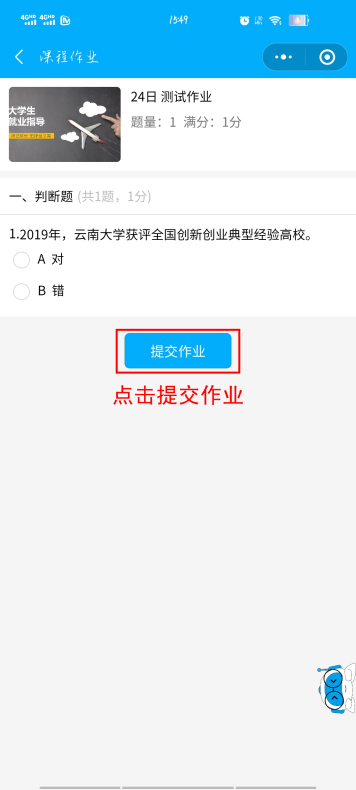 4GHD 4GHD 15:49
课程作业
大学生
就业指导
24日 测试作业
题量：1 满分：1分
一、判断题 (共1题，1分)
1.2019年，云南大学获评全国创新创业典型经验高校。
A 对
B 错
提交作业
点击提交作业